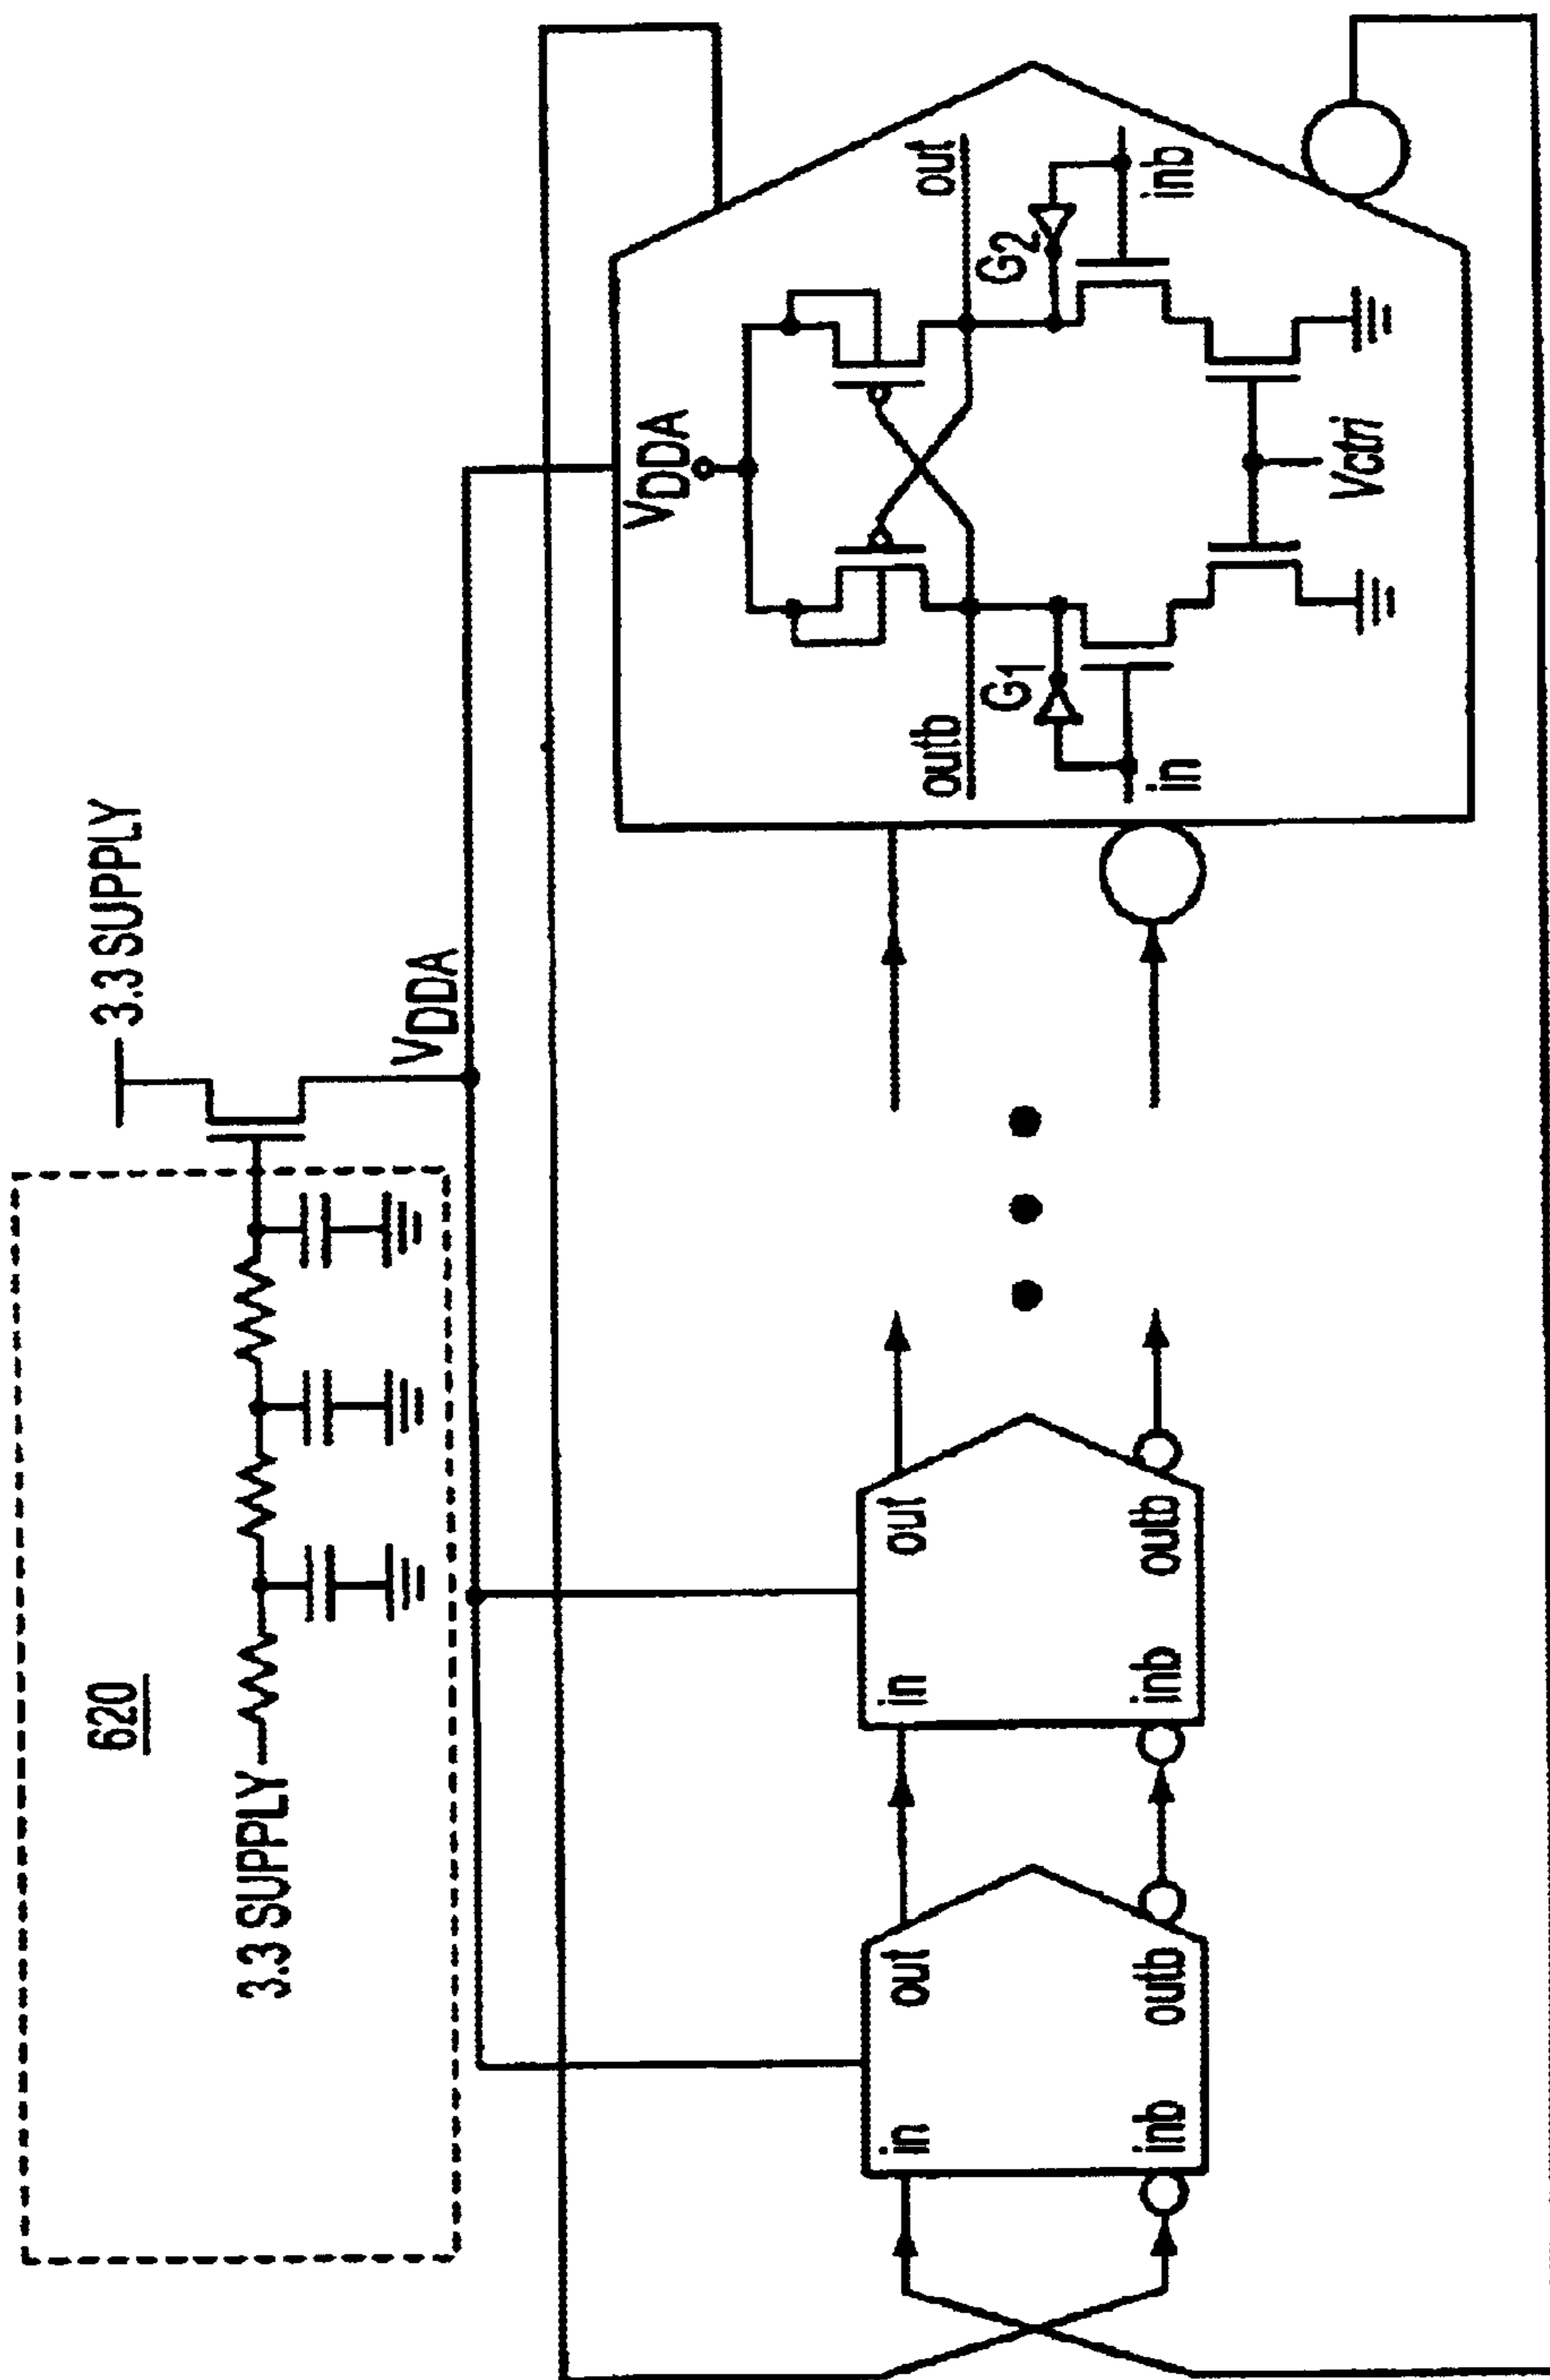 620
3.3 SUPPLY
3.3 SUPPLY
VDDA
in
out
inb
outb
in
out
inb
outb
VDDA
outb
out
G1
G2
in
inb
Vctrl